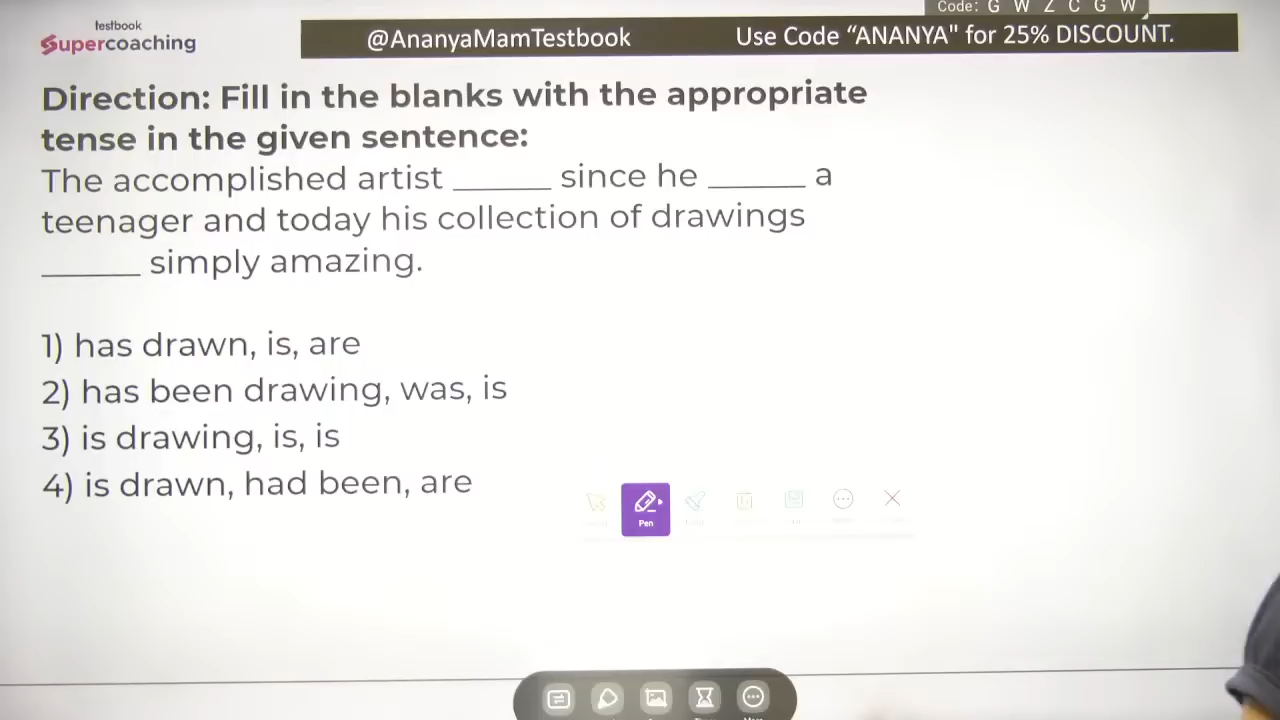 Code: G W Z C G W
testbook
Supercoaching
@AnanyaMamTestbook
Use Code “ANANYA" for 25% DISCOUNT.
Direction: Fill in the blanks with the appropriate
tense in the given sentence:
The accomplished artist ______ since he ______ a
teenager and today his collection of drawings
______ simply amazing.
1) has drawn, is, are
2) has been drawing, was, is
3) is drawing, is, is
4) is drawn, had been, are
Pen